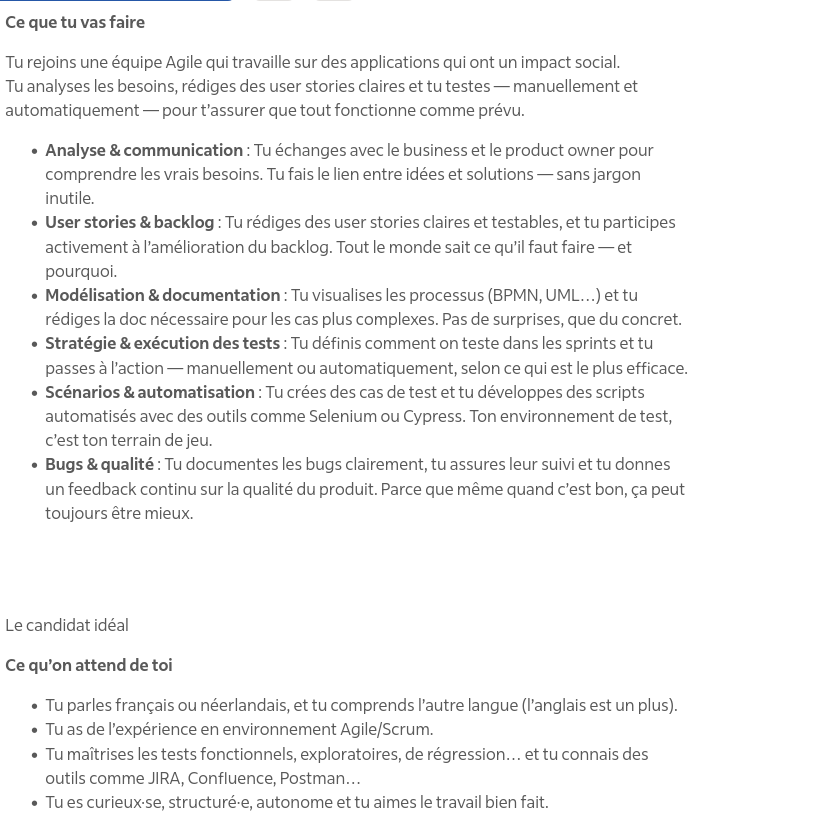 Ce que tu vas faire
Tu rejoins une équipe Agile qui travaille sur des applications qui ont un impact social.
Tu analyses les besoins, rédiges des user stories claires et tu testes — manuellement et
automatiquement — pour t’assurer que tout fonctionne comme prévu.
• Analyse & communication : Tu échanges avec le business et le product owner pour
comprendre les vrais besoins. Tu fais le lien entre idées et solutions — sans jargon
inutile.
• User stories & backlog : Tu rédiges des user stories claires et testables, et tu participes
activement à l’amélioration du backlog. Tout le monde sait ce qu’il faut faire — et
pourquoi.
• Modélisation & documentation : Tu visualises les processus (BPMN, UML…) et tu
rédiges la doc nécessaire pour les cas plus complexes. Pas de surprises, que du concret.
• Stratégie & exécution des tests : Tu définis comment on teste dans les sprints et tu
passes à l’action — manuellement ou automatiquement, selon ce qui est le plus efficace.
• Scénarios & automatisation : Tu crées des cas de test et tu développes des scripts
automatisés avec des outils comme Selenium ou Cypress. Ton environnement de test,
c’est ton terrain de jeu.
• Bugs & qualité : Tu documentes les bugs clairement, tu assures leur suivi et tu donnes
un feedback continu sur la qualité du produit. Parce que même quand c’est bon, ça peut
toujours être mieux.
Le candidat idéal
Ce qu’on attend de toi
• Tu parles français ou néerlandais, et tu comprends l’autre langue (l’anglais est un plus).
• Tu as de l’expérience en environnement Agile/Scrum.
• Tu maîtrises les tests fonctionnels, exploratoires, de régression… et tu connais des
outils comme JIRA, Confluence, Postman…
• Tu es curieux·se, structuré·e, autonome et tu aimes le travail bien fait.